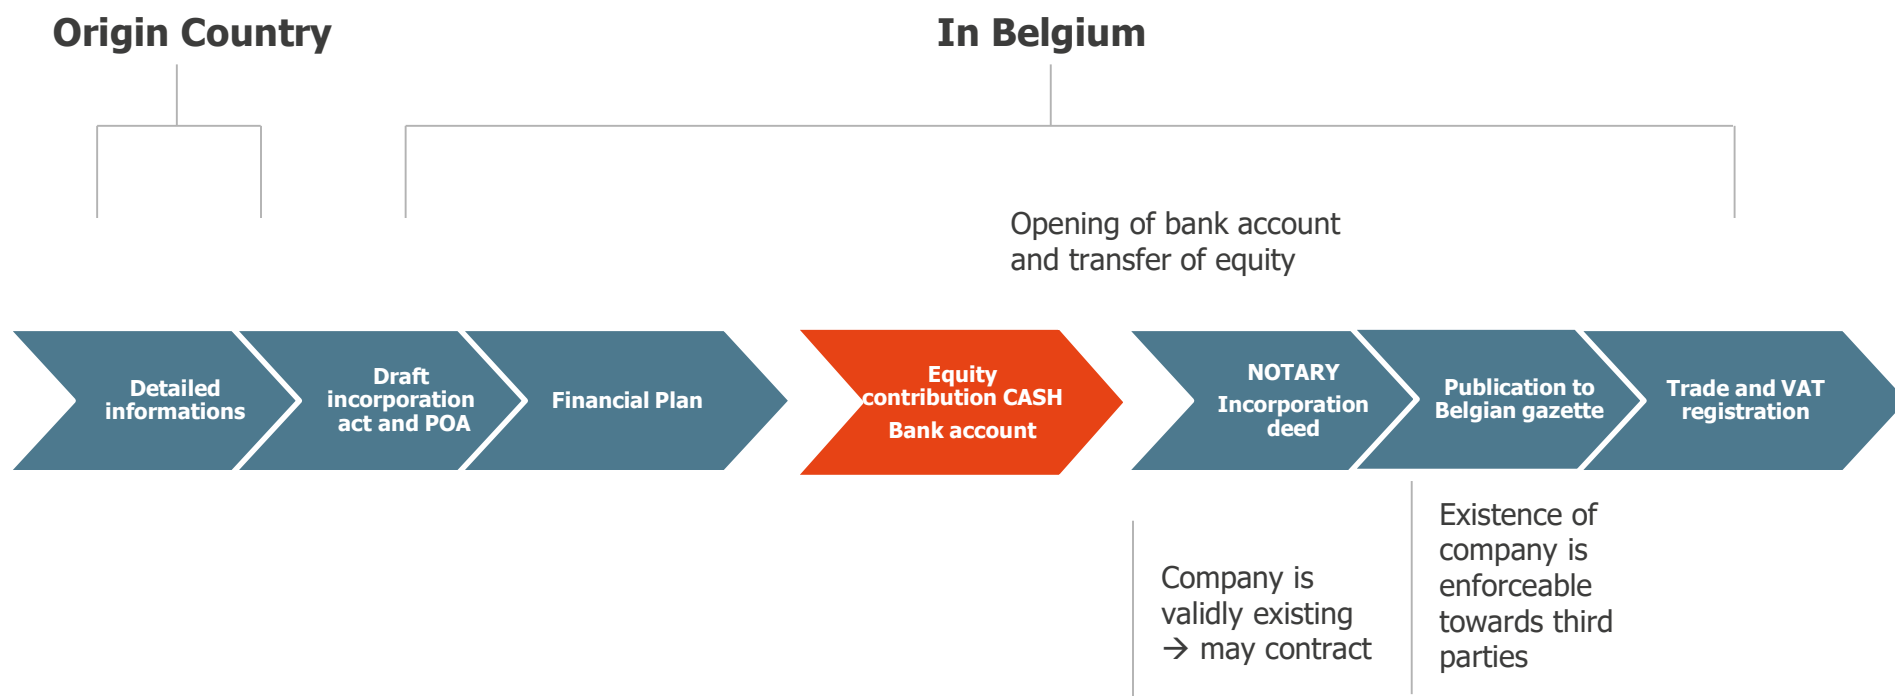 Origin Country
In Belgium
Opening of bank account
and transfer of equity
Detailed
informations
Draft
incorporation
act and POA
Financial Plan
Equity
contribution CASH
Bank account
NOTARY
Incorporation
deed
Publication to
Belgian gazette
Trade and VAT
registration
Company is
validly existing
→ may contract
Existence of
company is
enforceable
towards third
parties